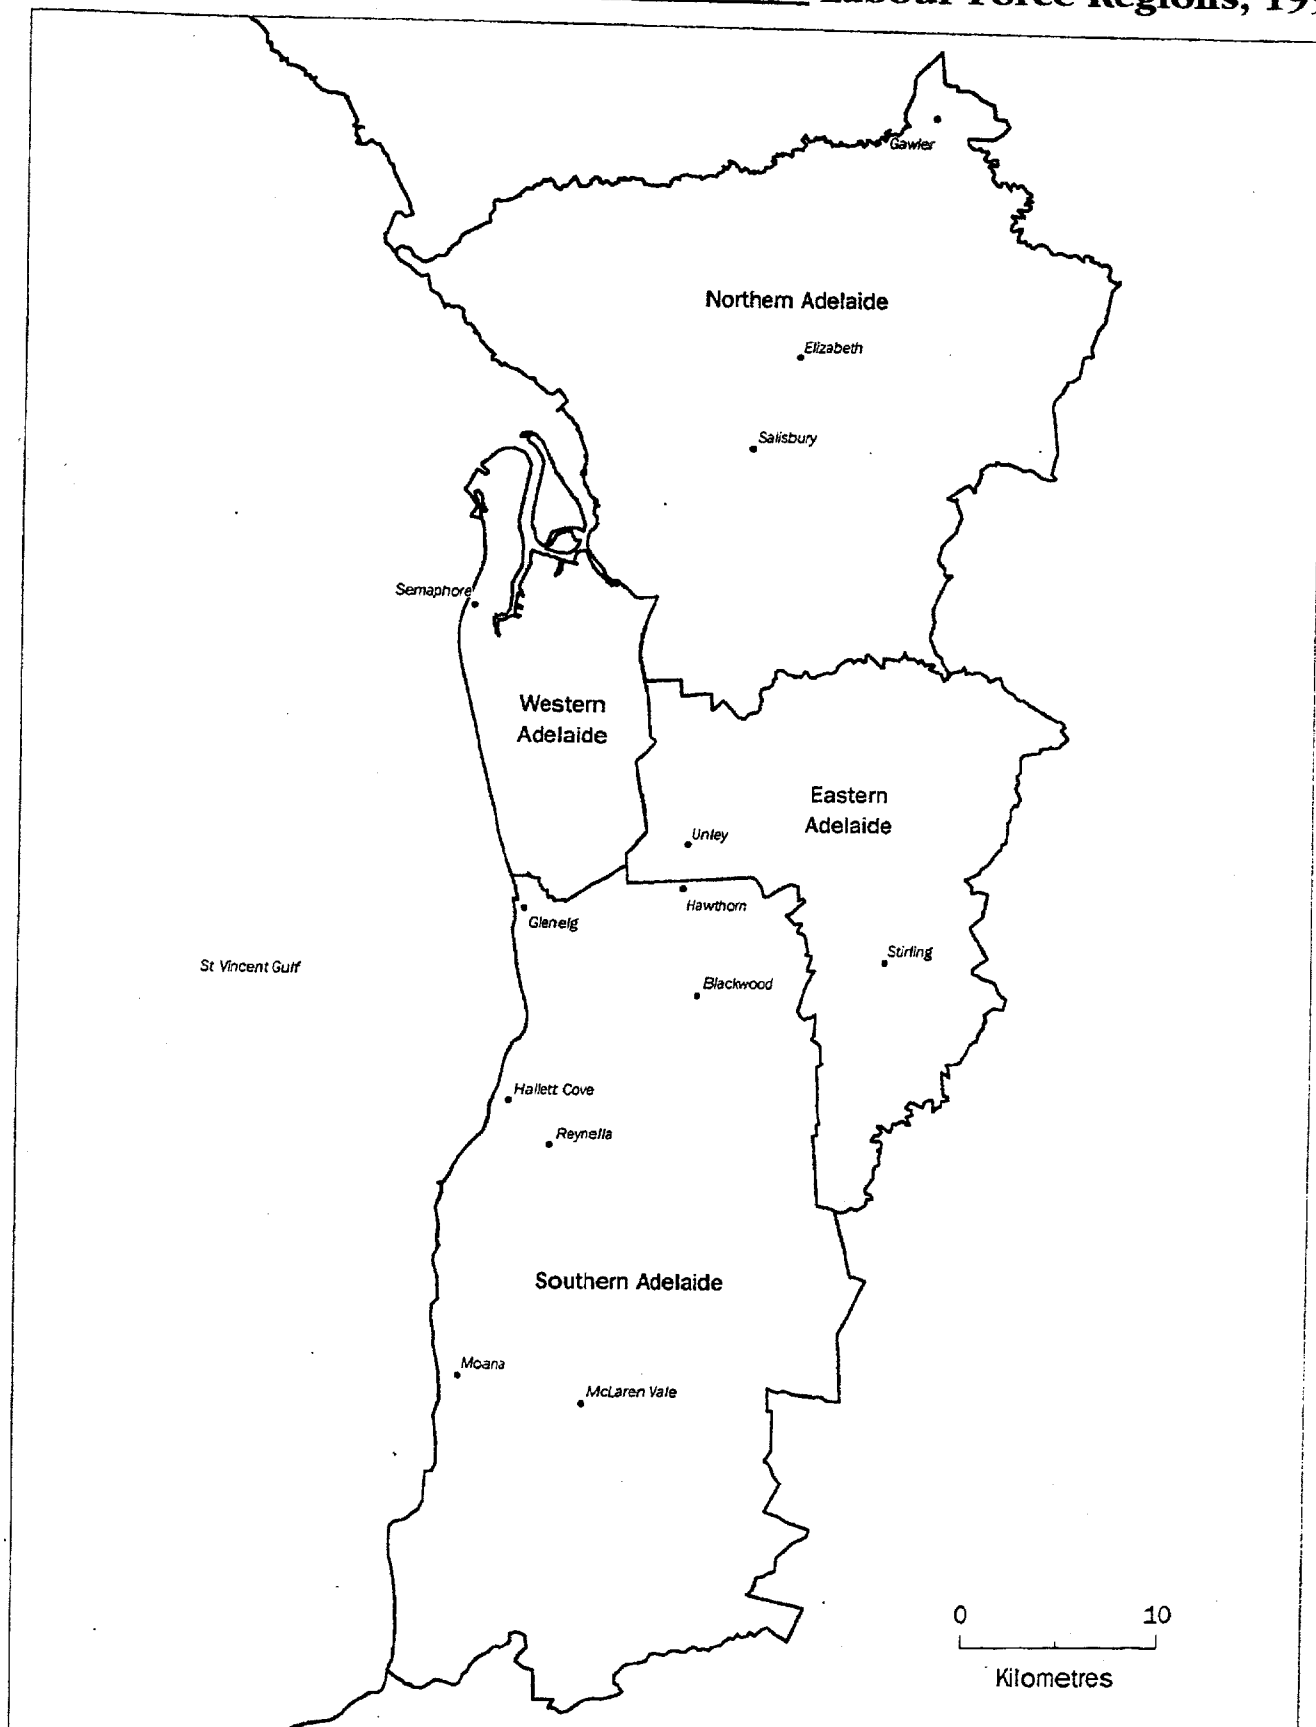 Labour Force Regions,
Gawler
Northern Adelaide
Elizabeth
Salisbury
Semaphore
Western
Adelaide
Eastern
Adelaide
Unley
Hawthorn
Glenelg
Stirling
St Vincent Gulf
Blackwood
Hallett Cove
Reynella
Southern Adelaide
Moana
McLaren Vale
0 10
Kilometres